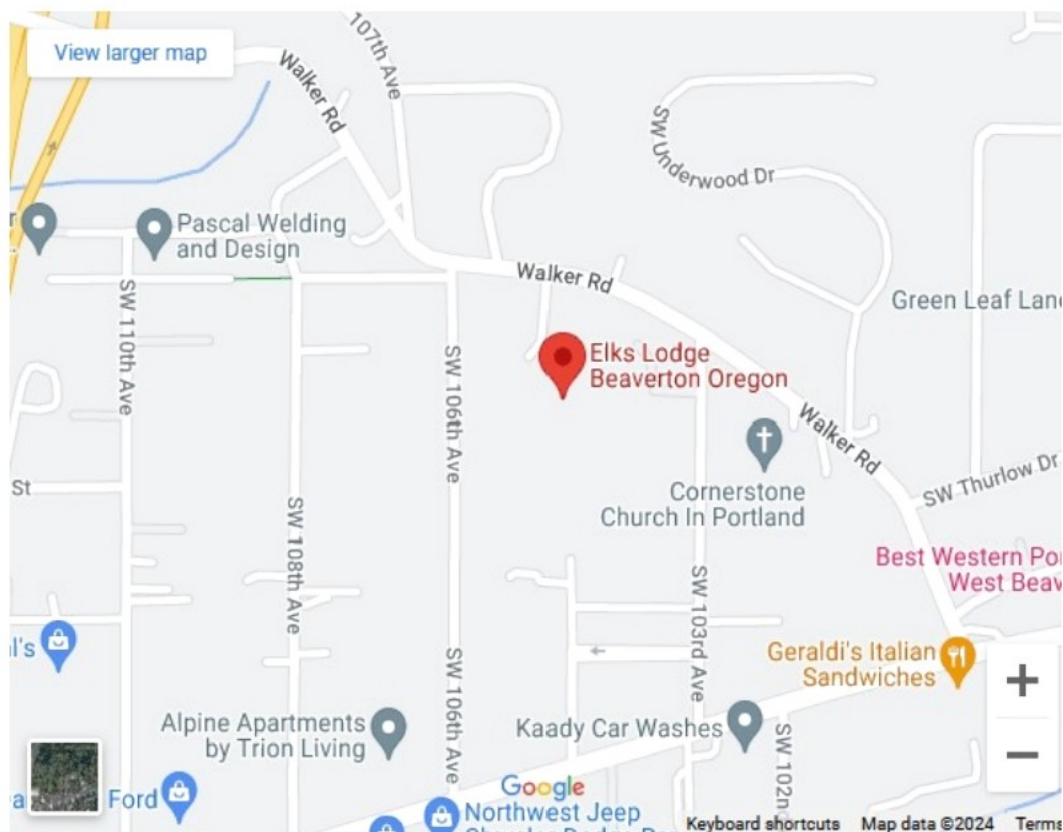 View larger map
107th Ave
Walker Rd
SW Underwood Dr
Pascal Welding
and Design
Walker Rd
Green Leaf Lane
SW 110th Ave
SW 106th Ave
Elks Lodge
Beaverton Oregon
Walker Rd
SW Thurlow Dr
St
Cornerstone
Church In Portland
SW 108th Ave
SW 103rd Ave
Best Western Por
West Beav
al's
SW 106th Ave
Geraldi's Italian
Sandwiches
Alpine Apartments
by Trion Living
Kaady Car Washes
SW 102n
Ford
Google
Northwest Jeep
Keyboard shortcuts Map data ©2024 Terms